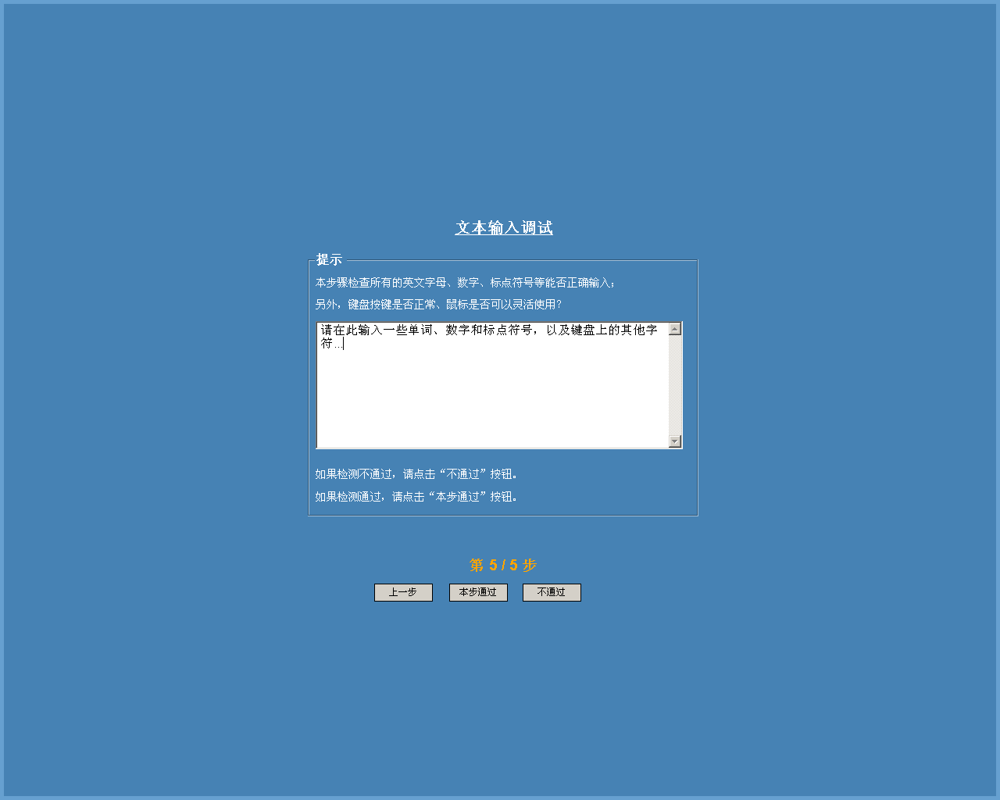 文本输入调试
提示
本步骤检查所有的英文字母、数字、标点符号等能否正确输入；
另外，键盘按键是否正常、鼠标是否可以灵活使用？
请在此输入一些单词、数字和标点符号，以及键盘上的其他字
符...
如果检测不通过，请点击“不通过”按钮。
如果检测通过，请点击“本步通过”按钮。
第 5 / 5 步
上一步 本步通过 不通过